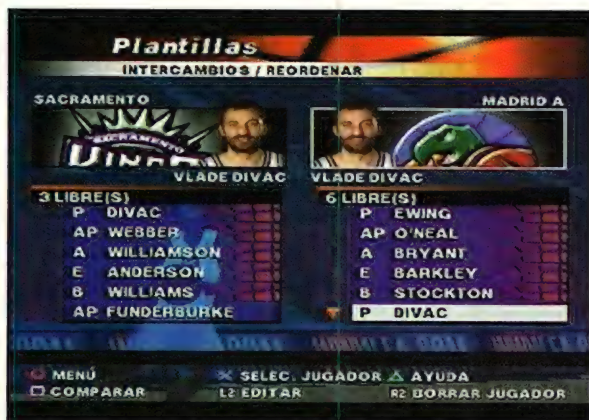 Plantillas
INTERCAMBIOS / REORDENAR
SACRAMENTO
MADRID A
SACRAMENTO
KINGS
VLADE DIVAC
VLADE DIVAC
3 LIBRE(S)
P DIVAC
AP WEBBER
A WILLIAMSON
E ANDERSON
B WILLIAMS
AP FUNDERBURKE
6 LIBRE(S)
P EWING
AP O'NEAL
A BRYANT
E BARKLEY
B STOCKTON
P DIVAC
MENÚ
SELEC. JUGADOR
AYUDA
COMPARAR
L2 EDITAR
R2 BORRAR JUGADOR